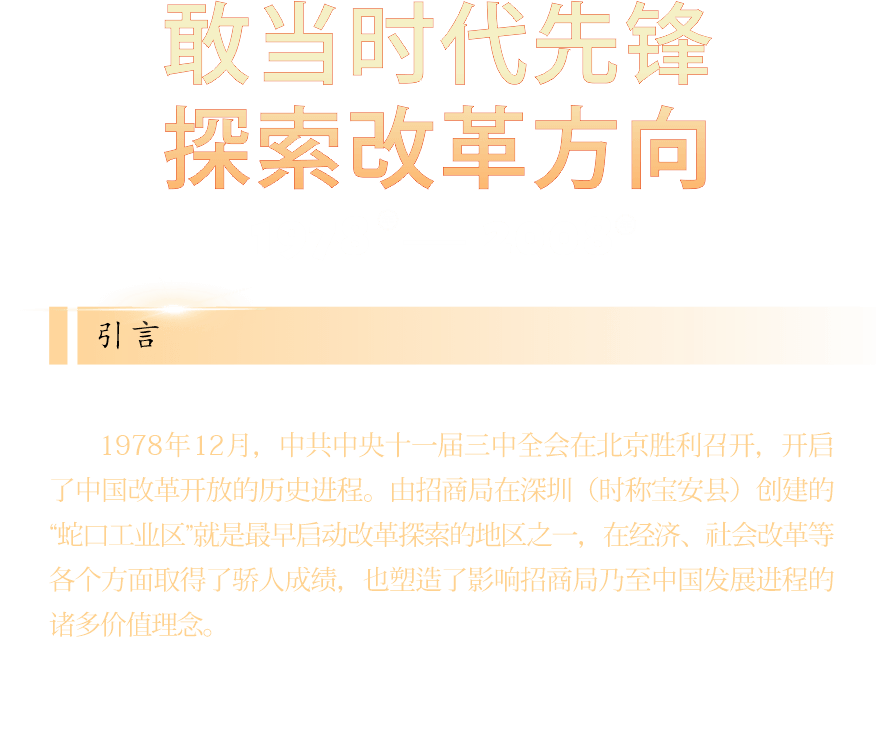 敢当时代先锋
探索改革方向
引言
1978年12月，中共中央十一届三中全会在北京胜利召开，开启
了中国改革开放的历史进程。由招商局在深圳（时称宝安县）创建的
“蛇口工业区”就是最早启动改革探索的地区之一，在经济、社会改革等
各个方面取得了骄人成绩，也塑造了影响招商局乃至中国发展进程的
诸多价值理念。